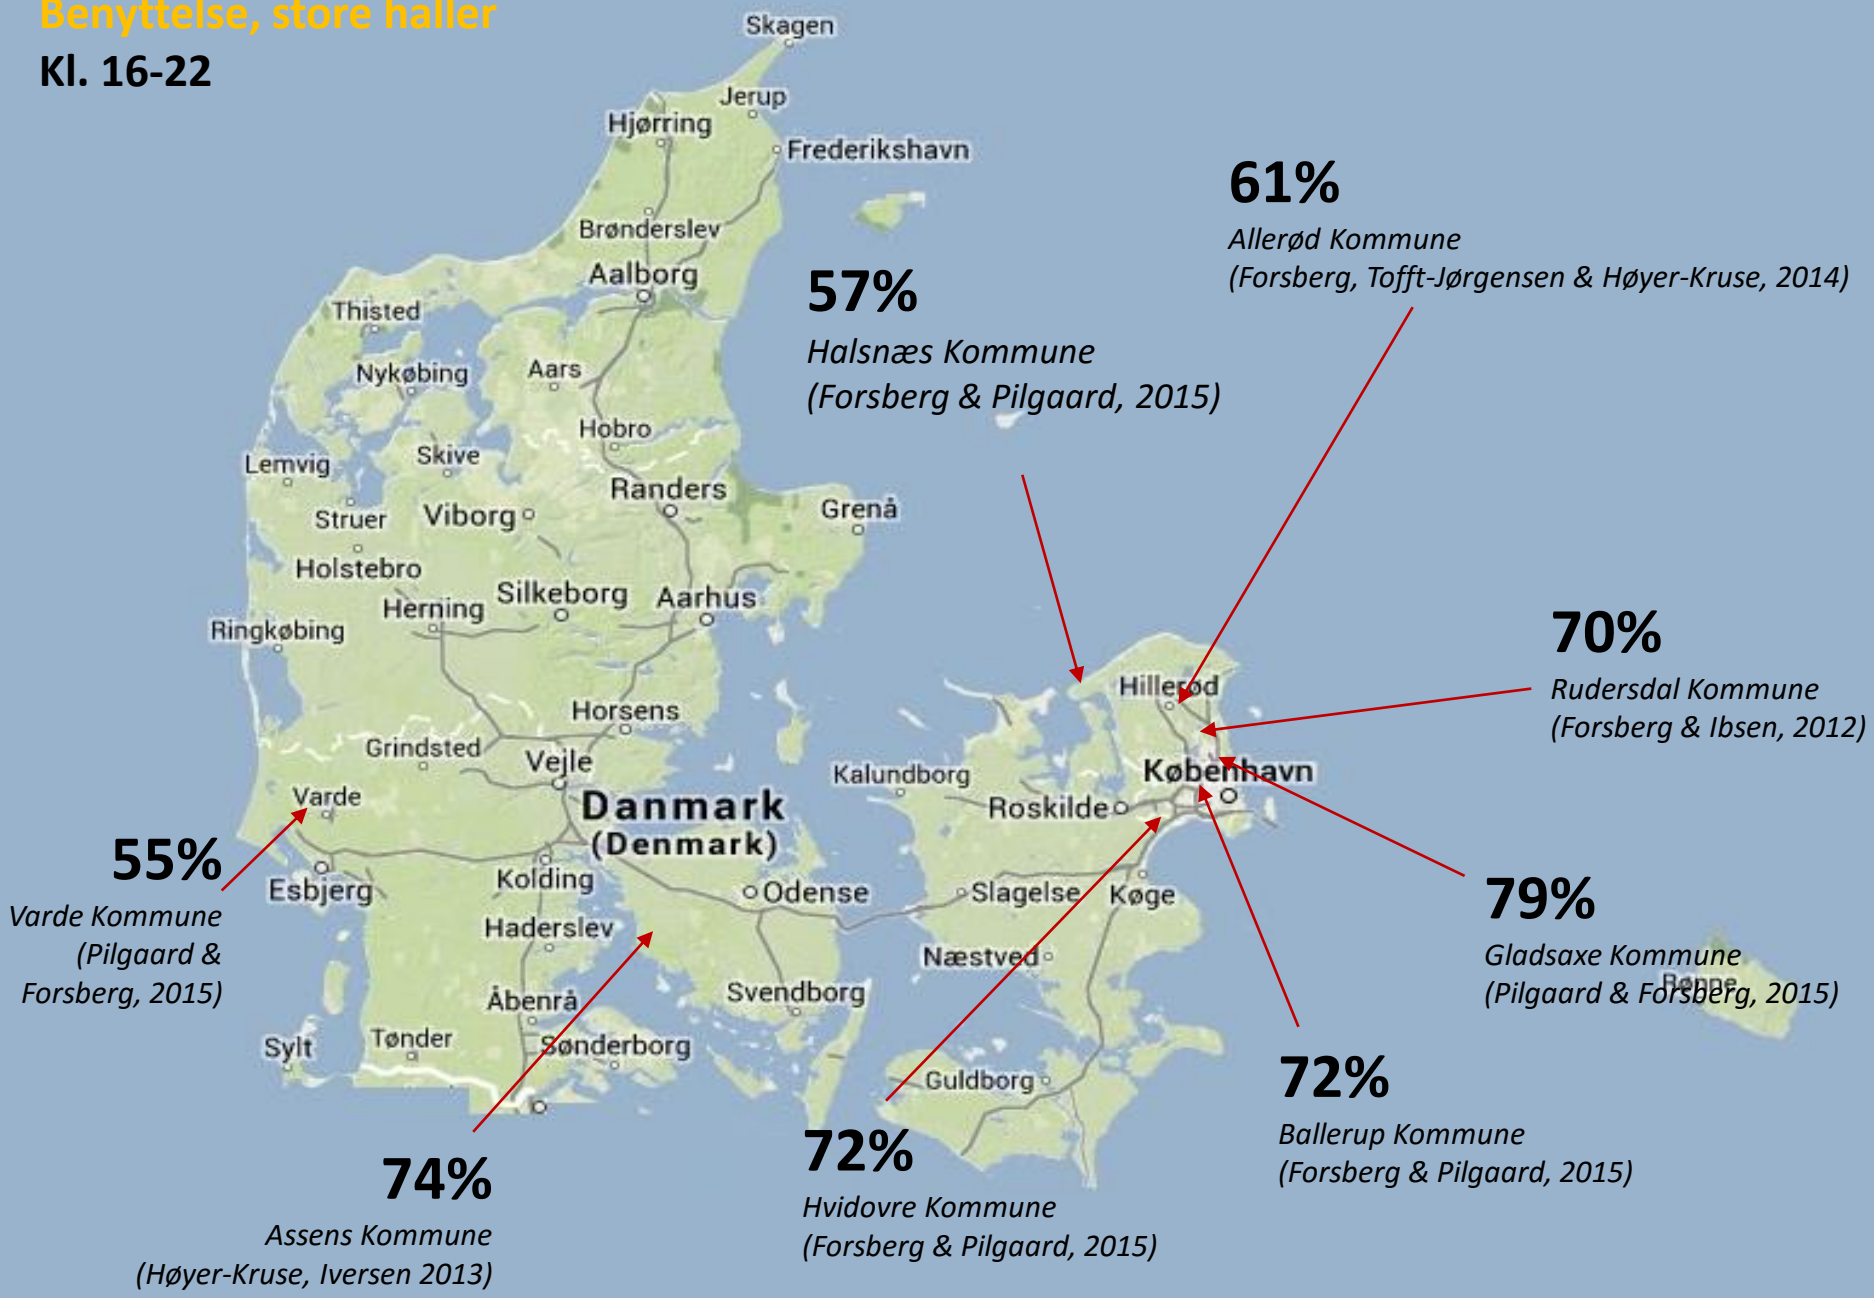 Benyttelse, store haller
Kl. 16-22
Skagen
Jerup
Hjørring
Frederikshavn
Brønderslev
Aalborg
Thisted
Nykøbing
Aars
Hobro
Skive
Lemvig
Randers
Grenå
Struer
Viborg
Holstebro
Silkeborg
Aarhus
Herning
Ringkøbing
Horsens
Grindsted
Vejle
Varde
Danmark
(Denmark)
Kolding
Esbjerg
Odense
Haderslev
Svendborg
Åbenrå
Sylt
Tønder
Sønderborg
Hillerød
København
Kalundborg
Roskilde
Slagelse
Køge
Næstved
Guldborg
Rønne
61%
Allerød Kommune
(Forsberg, Tofft-Jørgensen & Høyer-Kruse, 2014)
57%
Halsnæs Kommune
(Forsberg & Pilgaard, 2015)
70%
Rudersdal Kommune
(Forsberg & Ibsen, 2012)
55%
Varde Kommune
(Pilgaard &
Forsberg, 2015)
79%
Gladsaxe Kommune
(Pilgaard & Forsberg, 2015)
72%
Ballerup Kommune
(Forsberg & Pilgaard, 2015)
72%
Hvidovre Kommune
(Forsberg & Pilgaard, 2015)
74%
Assens Kommune
(Høyer-Kruse, Iversen 2013)